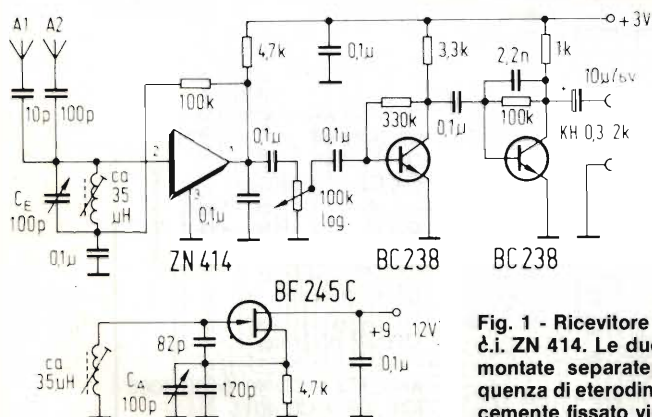 A1 A2
+3V
4,7k
0,1µ
3,3k
2,2n
1k
10µ/6V
10p
100p
100k
330k
0,1µ
100k
KH 0,3 2k
0,1µ
0,1µ
2
1
3
CE
100p
ca
35
µH
0,1µ
100k
log.
0,1µ
ZN 414
BC 238
BC 238
BF 245 C
+9...12V
ca
35µH
82p
CA
100p
120p
4,7k
0,1µ
Fig. 1 - Ricevitore
c.i. ZN 414. Le due
montate separate
quenza di eterodin
cemente fissato vi